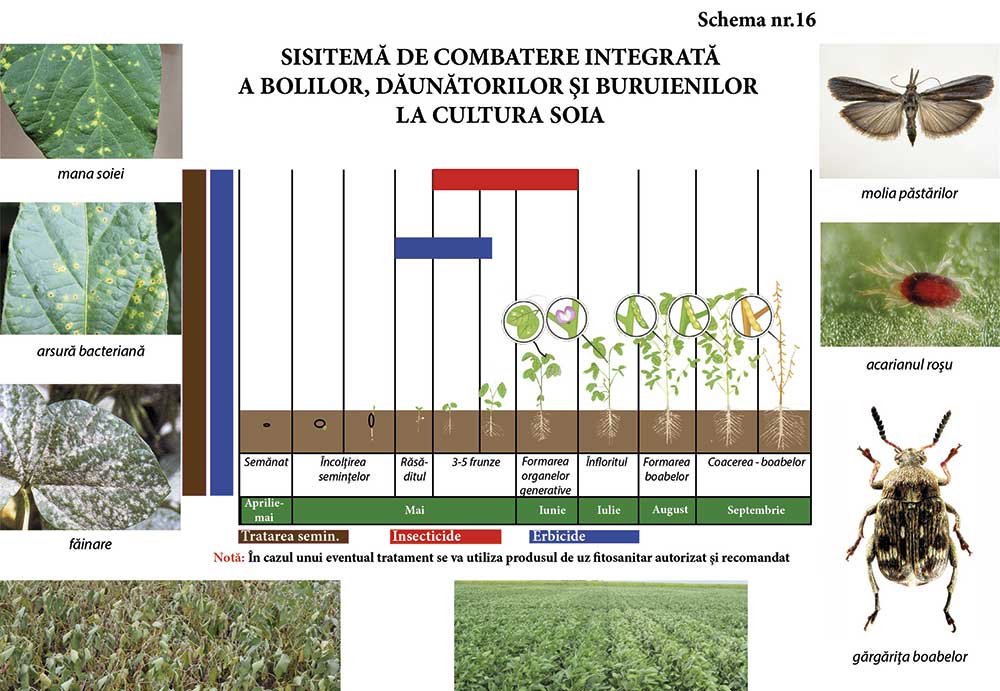 Schema nr.16
SISITEMĂ DE COMBATERE INTEGRATĂ
A BOLILOR, DĂUNĂTORILOR ŞI BURUIENILOR
LA CULTURA SOIA
mana soiei
arsură bacteriană
făinare
molia păstărilor
acarianul roşu
gărgăriţa boabelor
Semănat
Încolţirea
seminţelor
Răsă-
ditul
3-5 frunze
Formarea
organelor
generative
Înfloritul
Formarea
boabelor
Coacerea - boabelor
Aprilie-
mai
Mai
Iunie
Iulie
August
Septembrie
Tratarea semin.
Insecticide
Erbicide
Notă: În cazul unui eventual tratament se va utiliza produsul de uz fitosanitar autorizat și recomandat